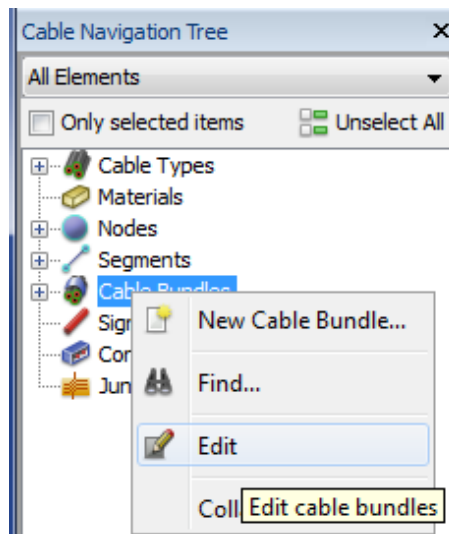 Cable Navigation Tree
All Elements
Only selected items Unselect All
Cable Types
Materials
Nodes
Segments
Cable Bundles
New Cable Bundle...
Find...
Edit
Edit cable bundles